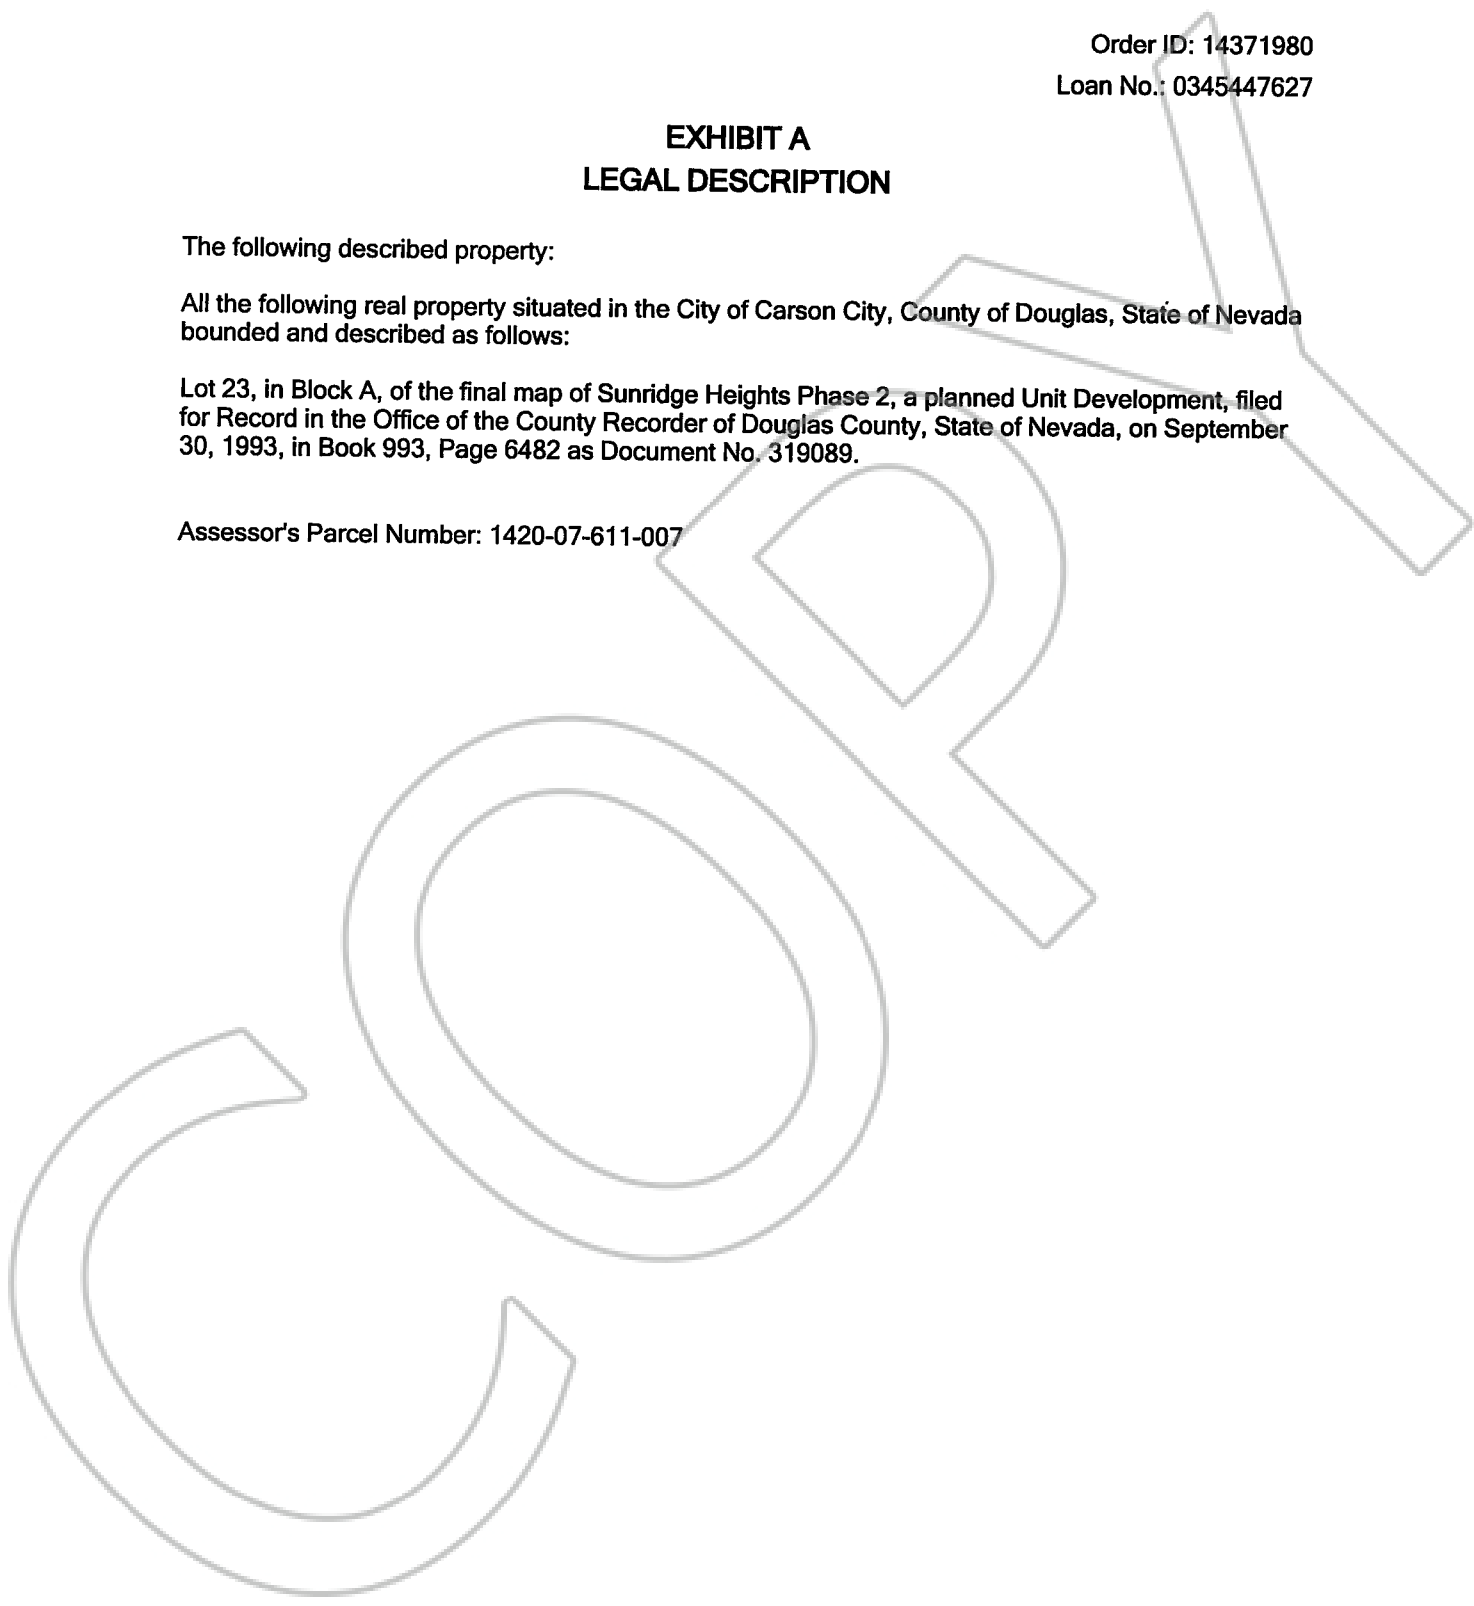 Order ID: 14371980
Loan No.: 0345447627
EXHIBIT A
LEGAL DESCRIPTION
The following described property:
All the following real property situated in the City of Carson City, County of Douglas, State of Nevada
bounded and described as follows:
Lot 23, in Block A, of the final map of Sunridge Heights Phase 2, a planned Unit Development, filed
for Record in the Office of the County Recorder of Douglas County, State of Nevada, on September
30, 1993, in Book 993, Page 6482 as Document No. 319089.
Assessor's Parcel Number: 1420-07-611-007
COPY